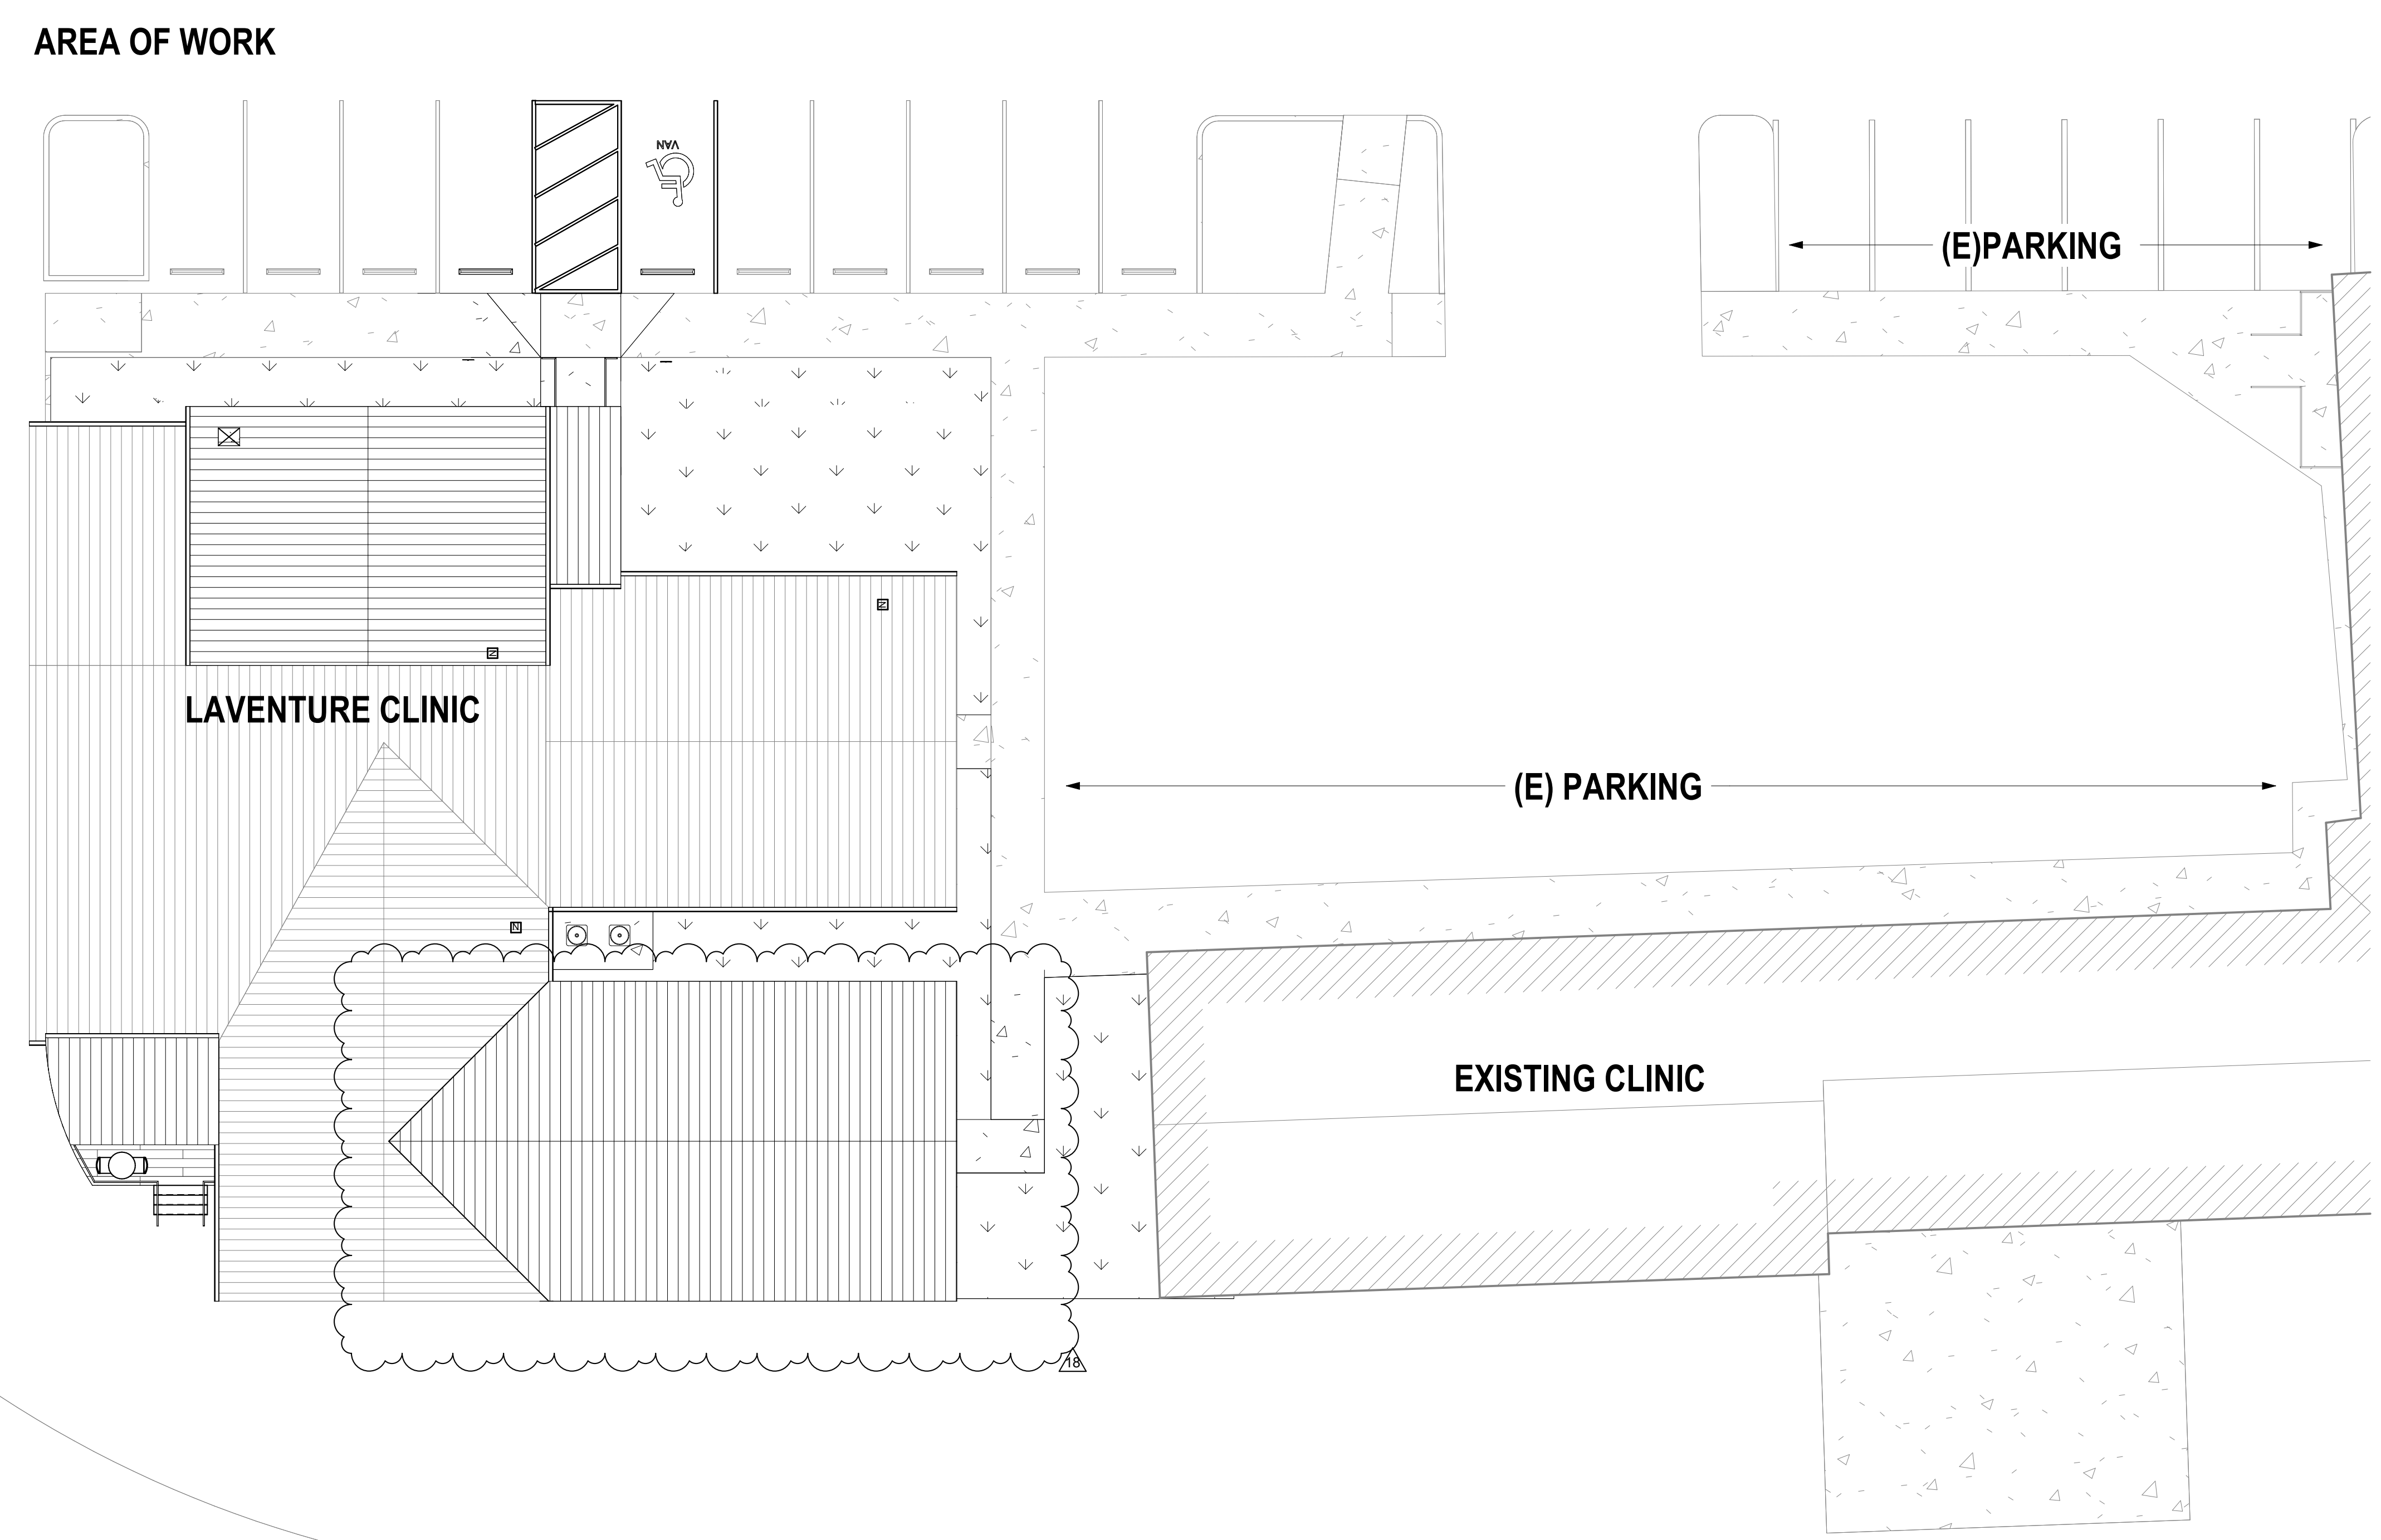 AREA OF WORK
VAN
(E)PARKING
LAVENTURE CLINIC
(E) PARKING
EXISTING CLINIC
18